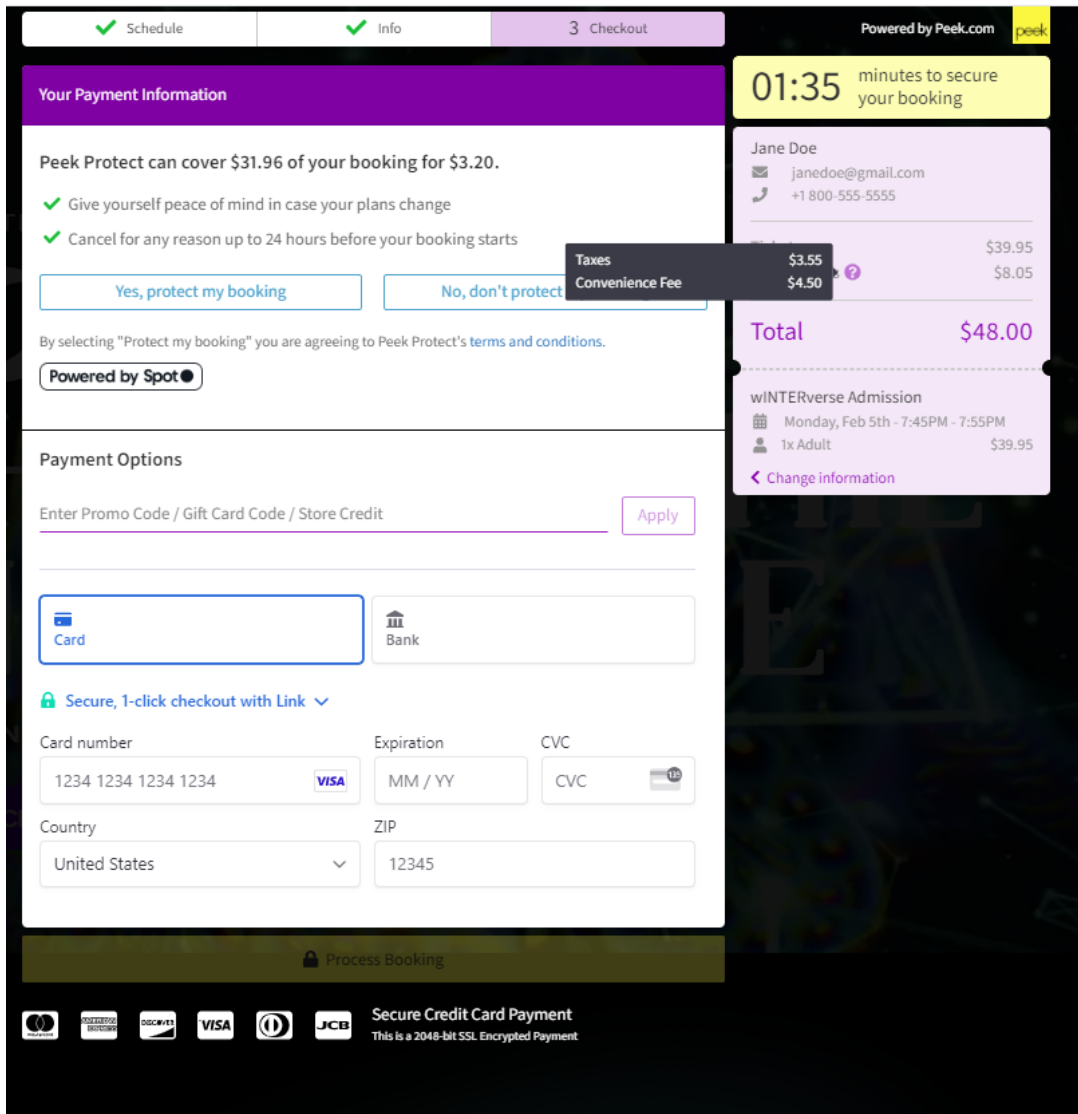 Schedule
Info
3 Checkout
Powered by Peek.com
peek
Your Payment Information
Peek Protect can cover $31.96 of your booking for $3.20.
Give yourself peace of mind in case your plans change
Cancel for any reason up to 24 hours before your booking starts
Yes, protect my booking
No, don't protect
By selecting "Protect my booking" you are agreeing to Peek Protect's terms and conditions.
Powered by Spot
Payment Options
Enter Promo Code / Gift Card Code / Store Credit
Apply
Card
Bank
Secure, 1-click checkout with Link
Card number
Expiration
CVC
1234 1234 1234 1234
VISA
MM / YY
CVC
135
Country
ZIP
United States
12345
Process Booking
DISCOVER
VISA
JCB
Secure Credit Card Payment
This is a 2048-bit SSL Encrypted Payment
01:35
minutes to secure
your booking
Jane Doe
janedoe@gmail.com
+1 800-555-5555
$39.95
Taxes $3.55
Convenience Fee $4.50
? $8.05
Total $48.00
wINTERverse Admission
Monday, Feb 5th - 7:45PM - 7:55PM
1x Adult $39.95
Change information
THE
E
E